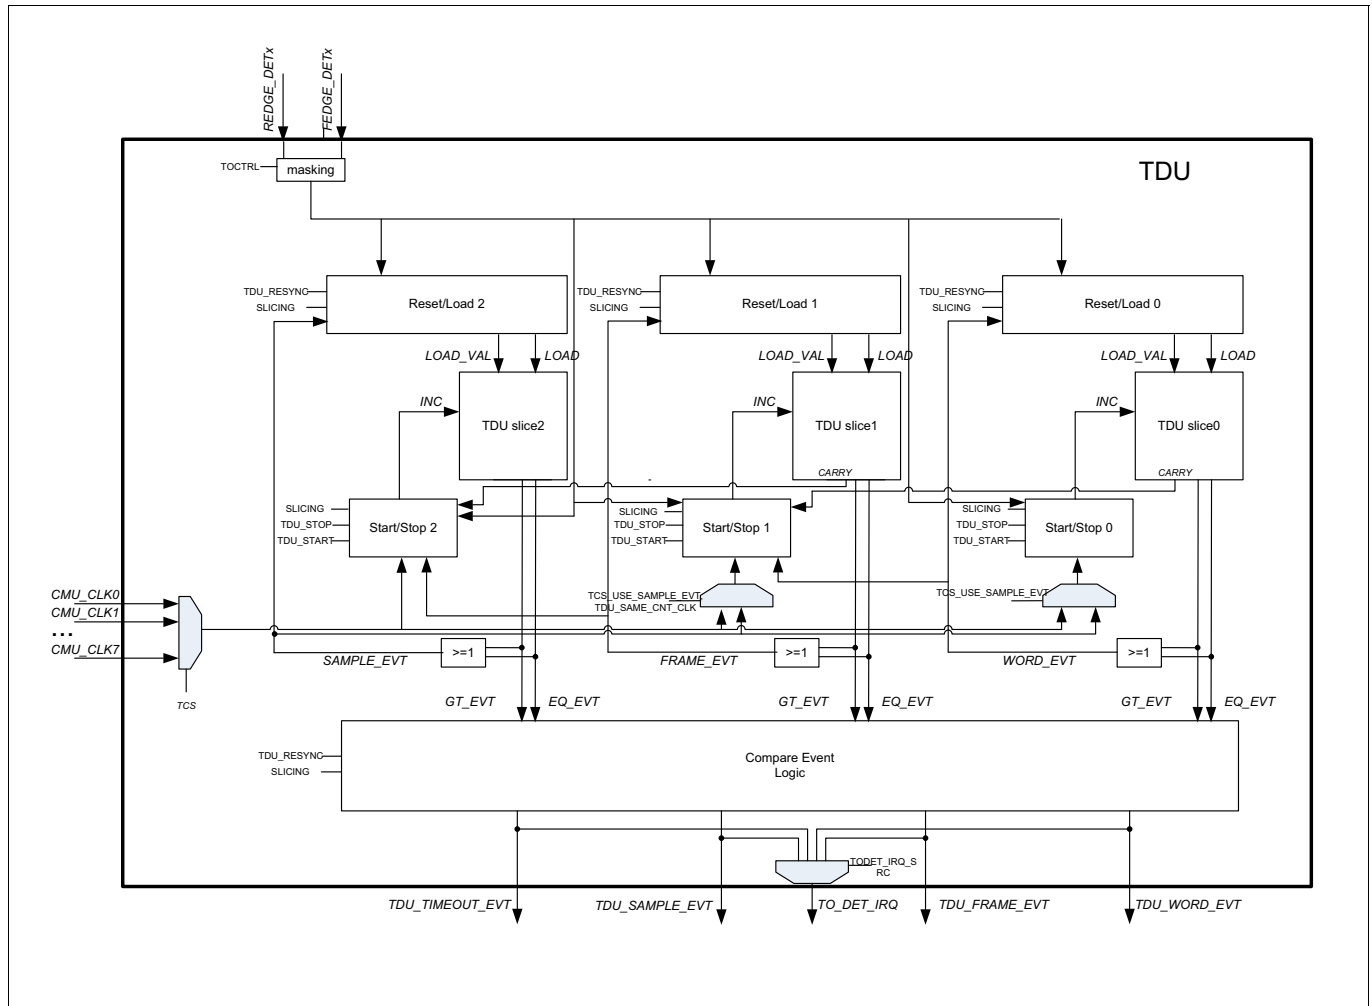 REDGE_DETx
FEDGE_DETx
TDU
TOCTRL
masking
TDU_RESYNC
SLICING
Reset/Load 2
TDU_RESYNC
SLICING
Reset/Load 1
TDU_RESYNC
SLICING
Reset/Load 0
LOAD_VAL
LOAD
LOAD_VAL
LOAD
LOAD_VAL
LOAD
INC
TDU slice2
INC
TDU slice1
CARRY
INC
TDU slice0
CARRY
SLICING
TDU_STOP
TDU_START
Start/Stop 2
SLICING
TDU_STOP
TDU_START
Start/Stop 1
SLICING
TDU_STOP
TDU_START
Start/Stop 0
TCS_USE_SAMPLE_EVT
TDU_SAME_CNT_CLK
TCS_USE_SAMPLE_EVT
CMU_CLK0
CMU_CLK1
...
CMU_CLK7
TCS
SAMPLE_EVT
>=1
FRAME_EVT
>=1
WORD_EVT
>=1
GT_EVT
EQ_EVT
GT_EVT
EQ_EVT
GT_EVT
EQ_EVT
TDU_RESYNC
SLICING
Compare Event
Logic
TODET_IRQ_S
RC
TDU_TIMEOUT_EVT
TDU_SAMPLE_EVT
TO_DET_IRQ
TDU_FRAME_EVT
TDU_WORD_EVT